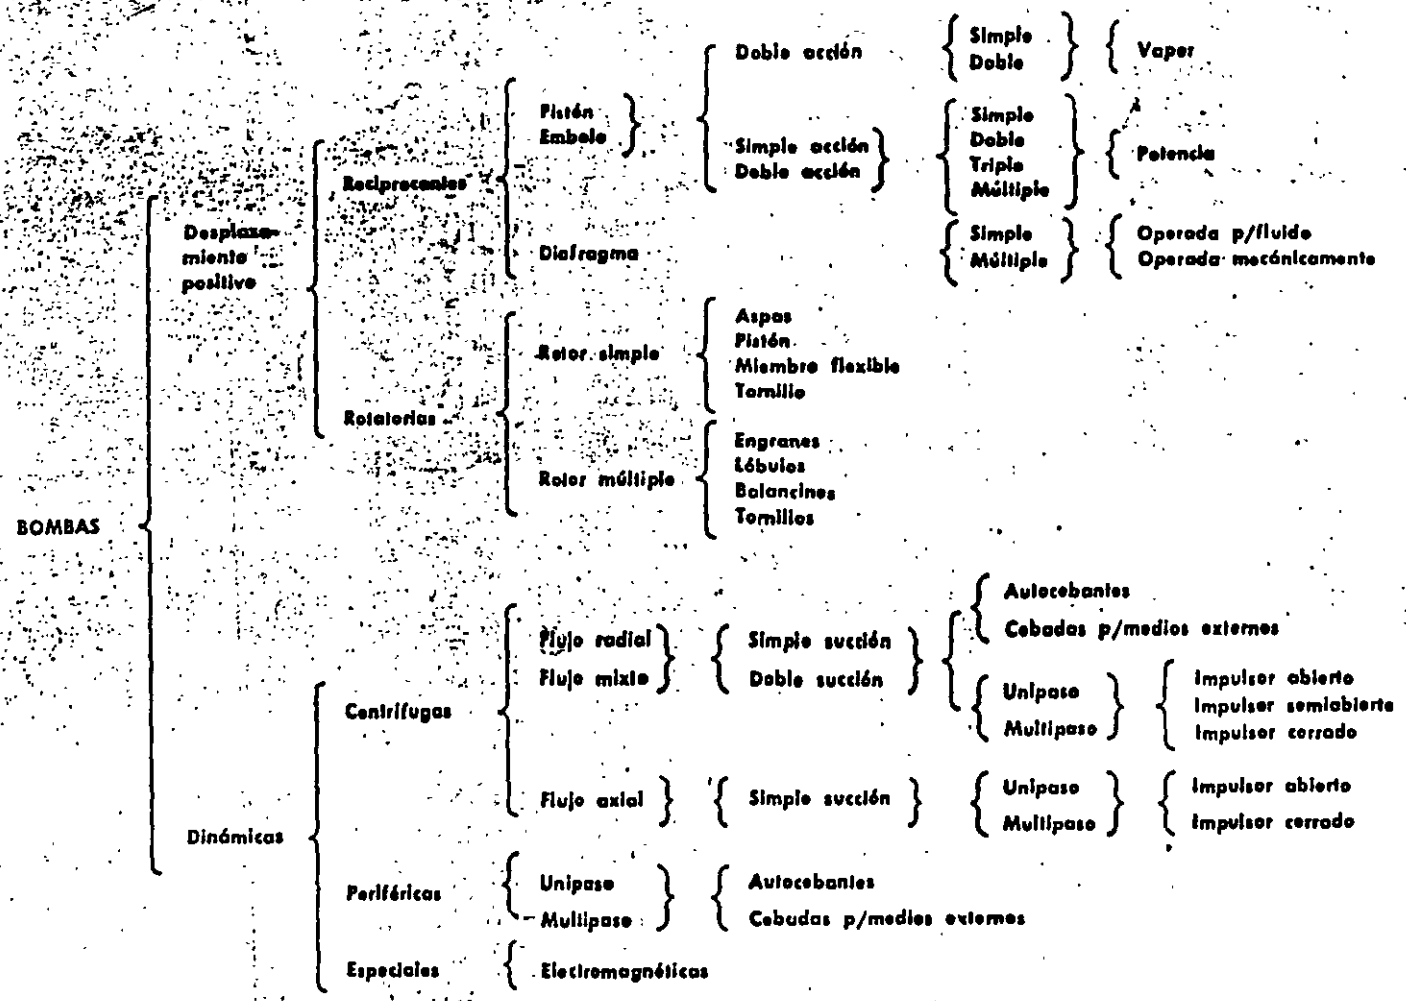 BOMBAS
Desplaza-
miento
positivo
Reciprocantes
Pistón
Embolo
Doble acción
Simple
Doble
Vapor
Simple acción
Doble acción
Simple
Doble
Triple
Múltiple
Potencia
Diafragma
Simple
Múltiple
Operada p/fluido
Operada mecánicamente
Rotatorias
Rotor simple
Aspas
Pistón
Miembro flexible
Tornillo
Rotor múltiple
Engranes
Lóbulos
Balancines
Tornillos
Dinámicas
Centrífugas
Flujo radial
Flujo mixto
Simple succión
Doble succión
Autocebantes
Cebadas p/medios externos
Unipaso
Multipaso
Impulsor abierto
Impulsor semiabierto
Impulsor cerrado
Flujo axial
Simple succión
Unipaso
Multipaso
Impulsor abierto
Impulsor cerrado
Periféricas
Unipaso
Multipaso
Autocebantes
Cebadas p/medios externos
Especiales
Electromagnéticas